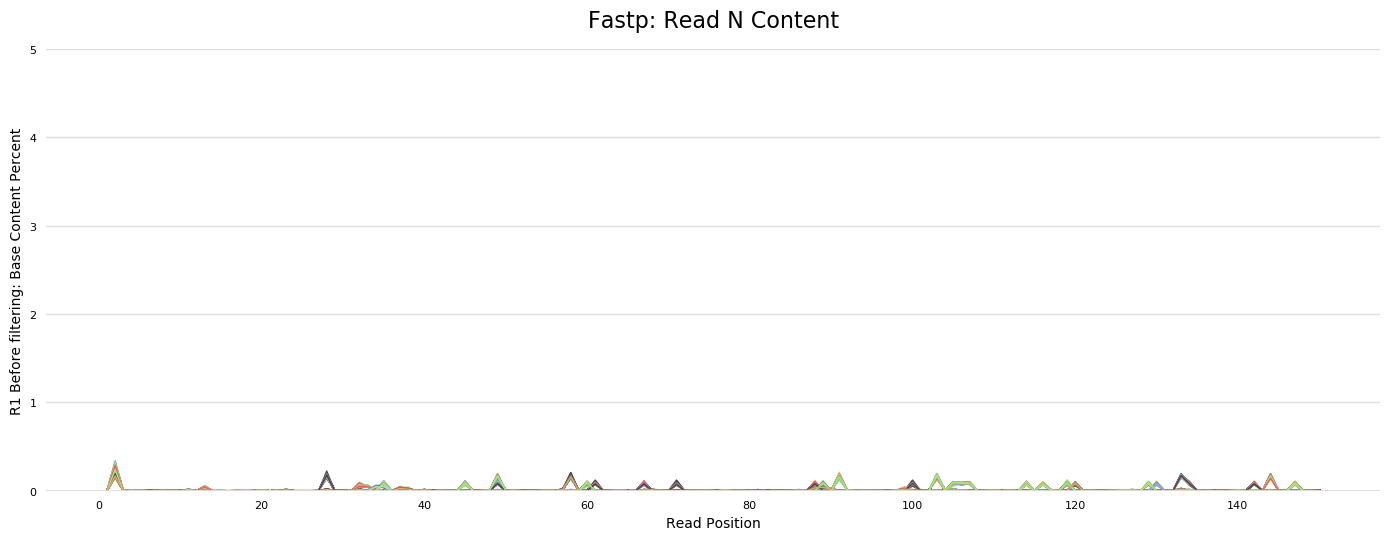 Fastp: Read N Content
R1 Before filtering: Base Content Percent
5
4
3
2
1
0
0 20 40 60 80 100 120 140
Read Position